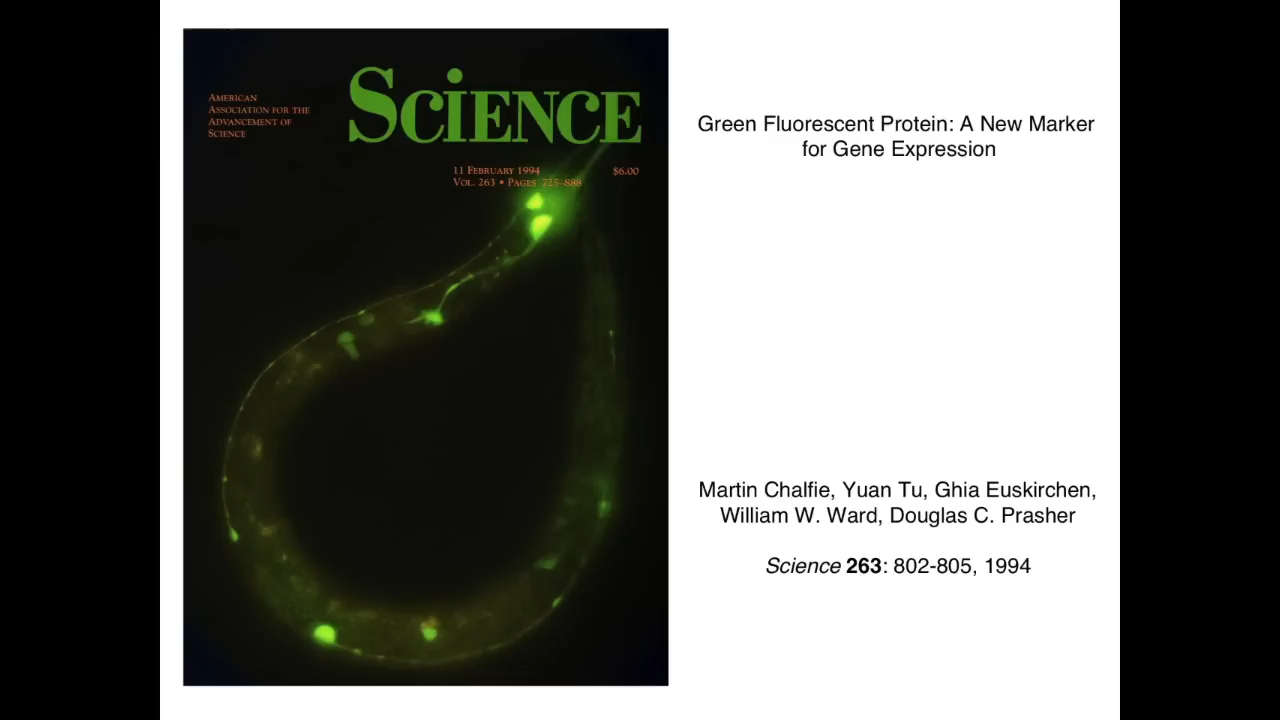 AMERICAN
ASSOCIATION FOR THE
ADVANCEMENT OF
SCIENCE
SCiENCE
11 FEBRUARY 1994
VOL. 263 • PAGES 725–888
$6.00
Green Fluorescent Protein: A New Marker
for Gene Expression
Martin Chalfie, Yuan Tu, Ghia Euskirchen,
William W. Ward, Douglas C. Prasher
Science 263: 802-805, 1994